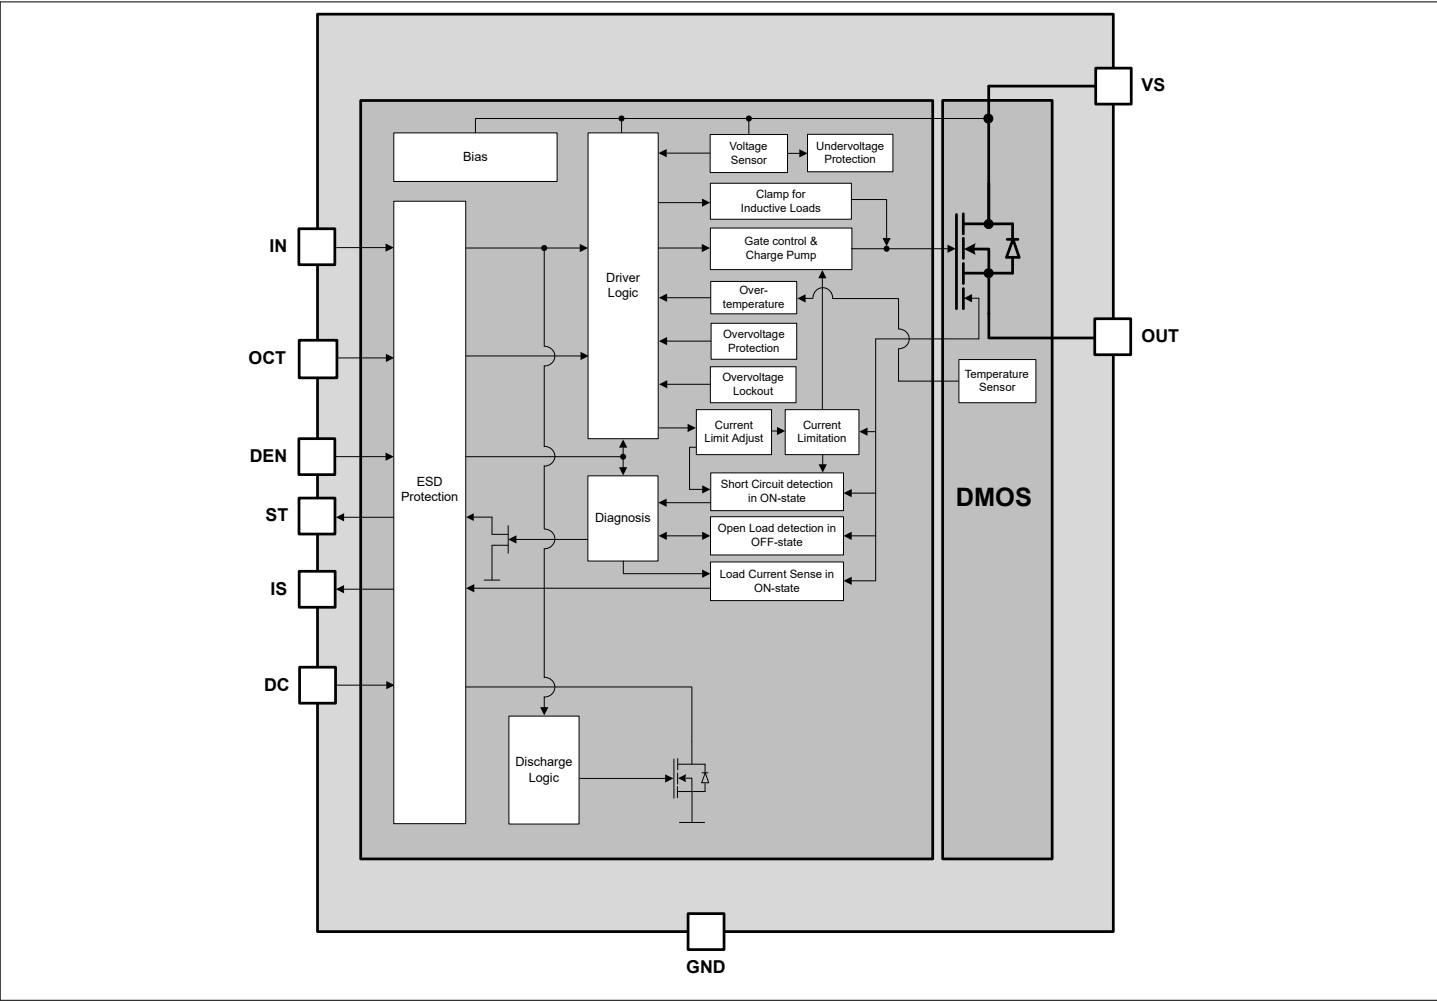 VS
Bias
Voltage
Sensor
Undervoltage
Protection
Clamp for
Inductive Loads
IN
Gate control &
Charge Pump
Driver
Logic
Over-
temperature
OCT
Overvoltage
Protection
OUT
Overvoltage
Lockout
Temperature
Sensor
Current
Limit Adjust
Current
Limitation
DEN
ESD
Protection
Short Circuit detection
in ON-state
DMOS
ST
Diagnosis
Open Load detection in
OFF-state
IS
Load Current Sense in
ON-state
DC
Discharge
Logic
GND